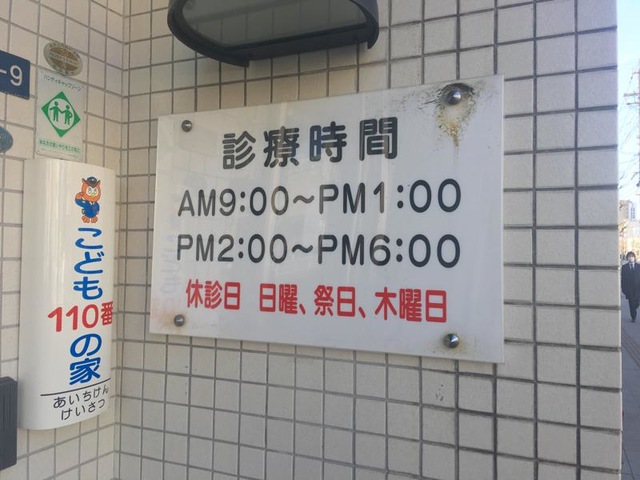 -9
診療時間
AM9:00～PM1:00
PM2:00～PM6:00
休診日 日曜、祭日、木曜日
こども
110番
の家
あいちけん
けいさつ